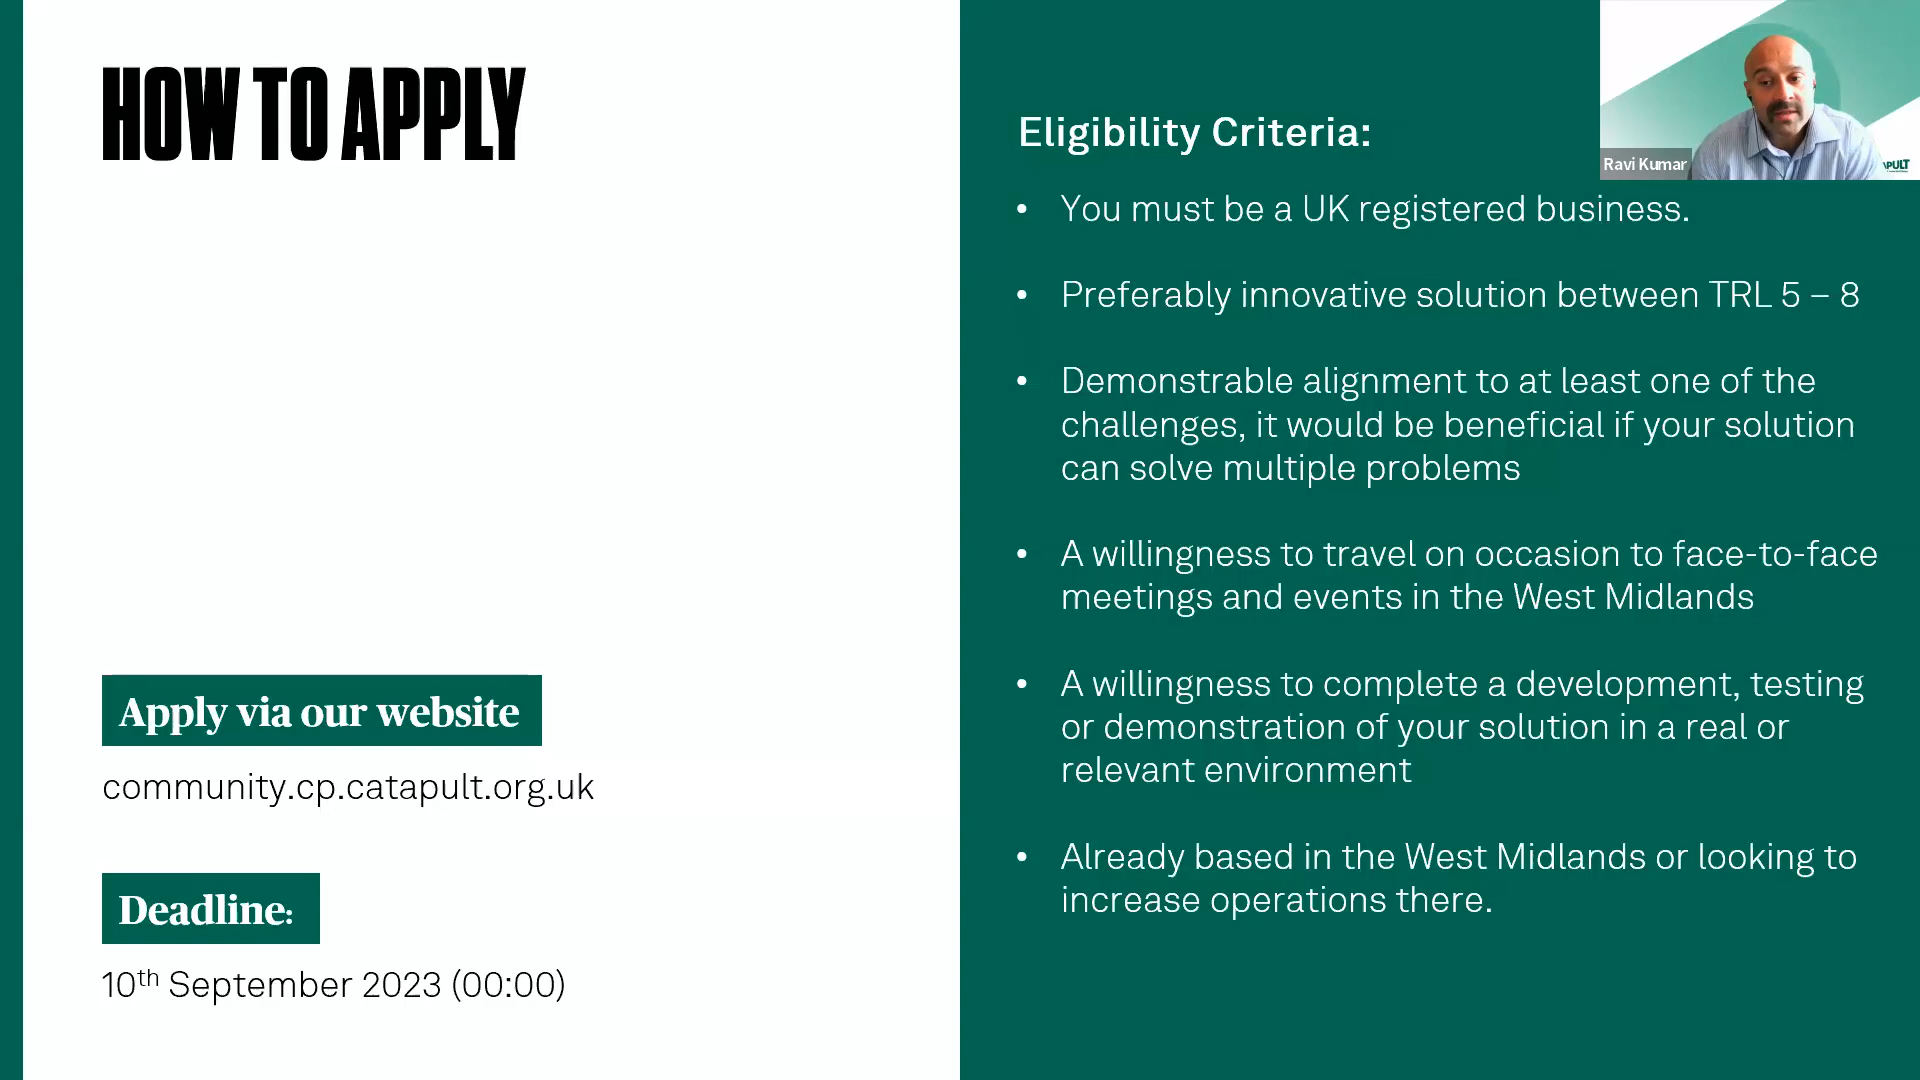 HOW TO APPLY
Apply via our website
community.cp.catapult.org.uk
Deadline:
10th September 2023 (00:00)
Eligibility Criteria:
• You must be a UK registered business.
• Preferably innovative solution between TRL 5 – 8
• Demonstrable alignment to at least one of the
challenges, it would be beneficial if your solution
can solve multiple problems
• A willingness to travel on occasion to face-to-face
meetings and events in the West Midlands
• A willingness to complete a development, testing
or demonstration of your solution in a real or
relevant environment
• Already based in the West Midlands or looking to
increase operations there.
Ravi Kumar
APULT